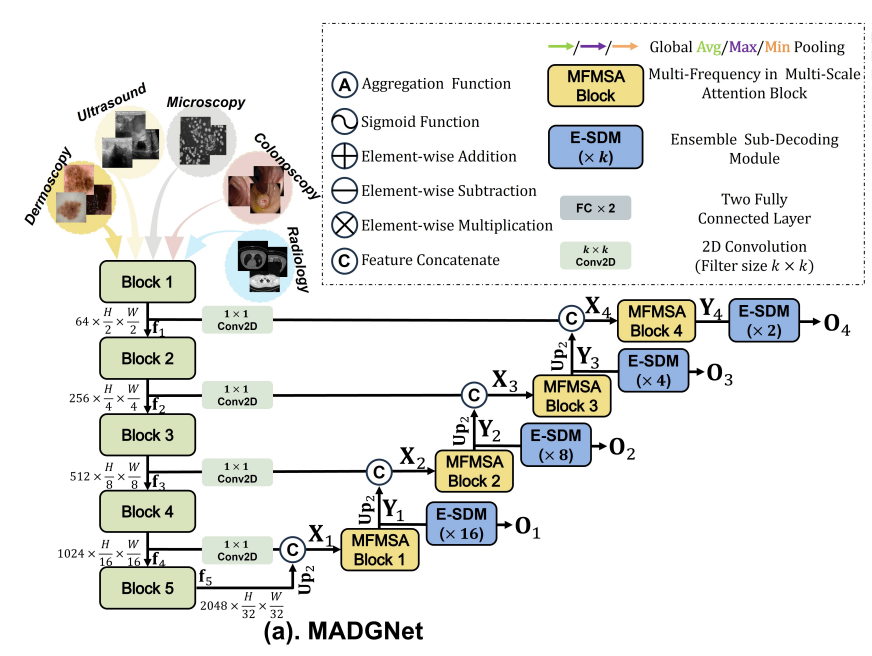 Dermoscopy
Ultrasound
Microscopy
Colonoscopy
Radiology
Global Avg/Max/Min Pooling
A Aggregation Function
Sigmoid Function
Element-wise Addition
Element-wise Subtraction
Element-wise Multiplication
C Feature Concatenate
MFMSA
Block
Multi-Frequency in Multi-Scale
Attention Block
E-SDM
(× k)
Ensemble Sub-Decoding
Module
FC × 2
Two Fully
Connected Layer
k × k
Conv2D
2D Convolution
(Filter size k × k)
Block 1
64 × H/2 × W/2
f₁
1 × 1
Conv2D
C
X₄
MFMSA
Block 4
Y₄
E-SDM
(× 2)
O₄
Block 2
256 × H/4 × W/4
f₂
1 × 1
Conv2D
C
X₃
Up₂
Y₃
MFMSA
Block 3
E-SDM
(× 4)
O₃
Block 3
512 × H/8 × W/8
f₃
1 × 1
Conv2D
C
X₂
Up₂
Y₂
MFMSA
Block 2
E-SDM
(× 8)
O₂
Block 4
1024 × H/16 × W/16
f₄
1 × 1
Conv2D
C
X₁
Up₂
Y₁
MFMSA
Block 1
E-SDM
(× 16)
O₁
Block 5
f₅
2048 × H/32 × W/32
Up₂
(a). MADGNet